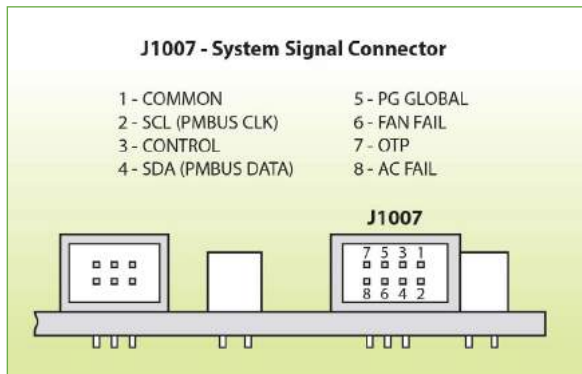 J1007 - System Signal Connector
1 - COMMON
2 - SCL (PMBUS CLK)
3 - CONTROL
4 - SDA (PMBUS DATA)
5 - PG GLOBAL
6 - FAN FAIL
7 - OTP
8 - AC FAIL
J1007
7 5 3 1
8 6 4 2